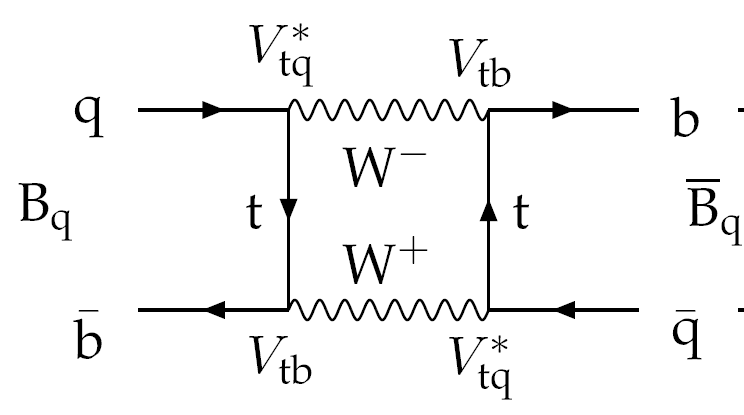 V*tq Vtb
q b
W−
Bq t t B̅q
W+
b̄ q̄
Vtb V*tq